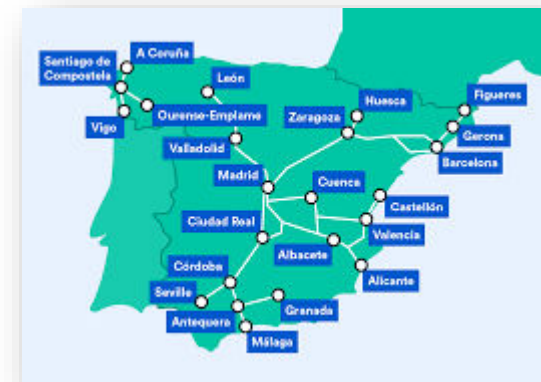 A Coruña
Santiago de
Compostela
León
Huesca
Figueres
Ourense-Emplame
Zaragoza
Gerona
Vigo
Valladolid
Barcelona
Madrid
Cuenca
Castellón
Ciudad Real
Valencia
Albacete
Córdoba
Alicante
Seville
Granada
Antequera
Málaga